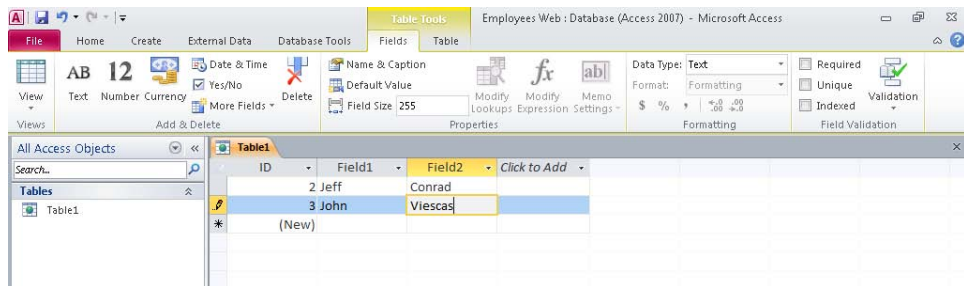 Table Tools Employees Web : Database (Access 2007) - Microsoft Access
File Home Create External Data Database Tools Fields Table
View
Views
AB Text
12 Number
Currency
Date & Time
Yes/No
More Fields
Delete
Add & Delete
Name & Caption
Default Value
Field Size 255
Modify Lookups
fx Modify Expression
ab Memo Settings
Properties
Data Type: Text
Format: Formatting
$ % , .00 .00
Formatting
Required
Unique
Indexed
Validation
Field Validation
All Access Objects
Search...
Tables
Table1
Table1
ID Field1 Field2 Click to Add
2 Jeff Conrad
3 John Viescas
(New)